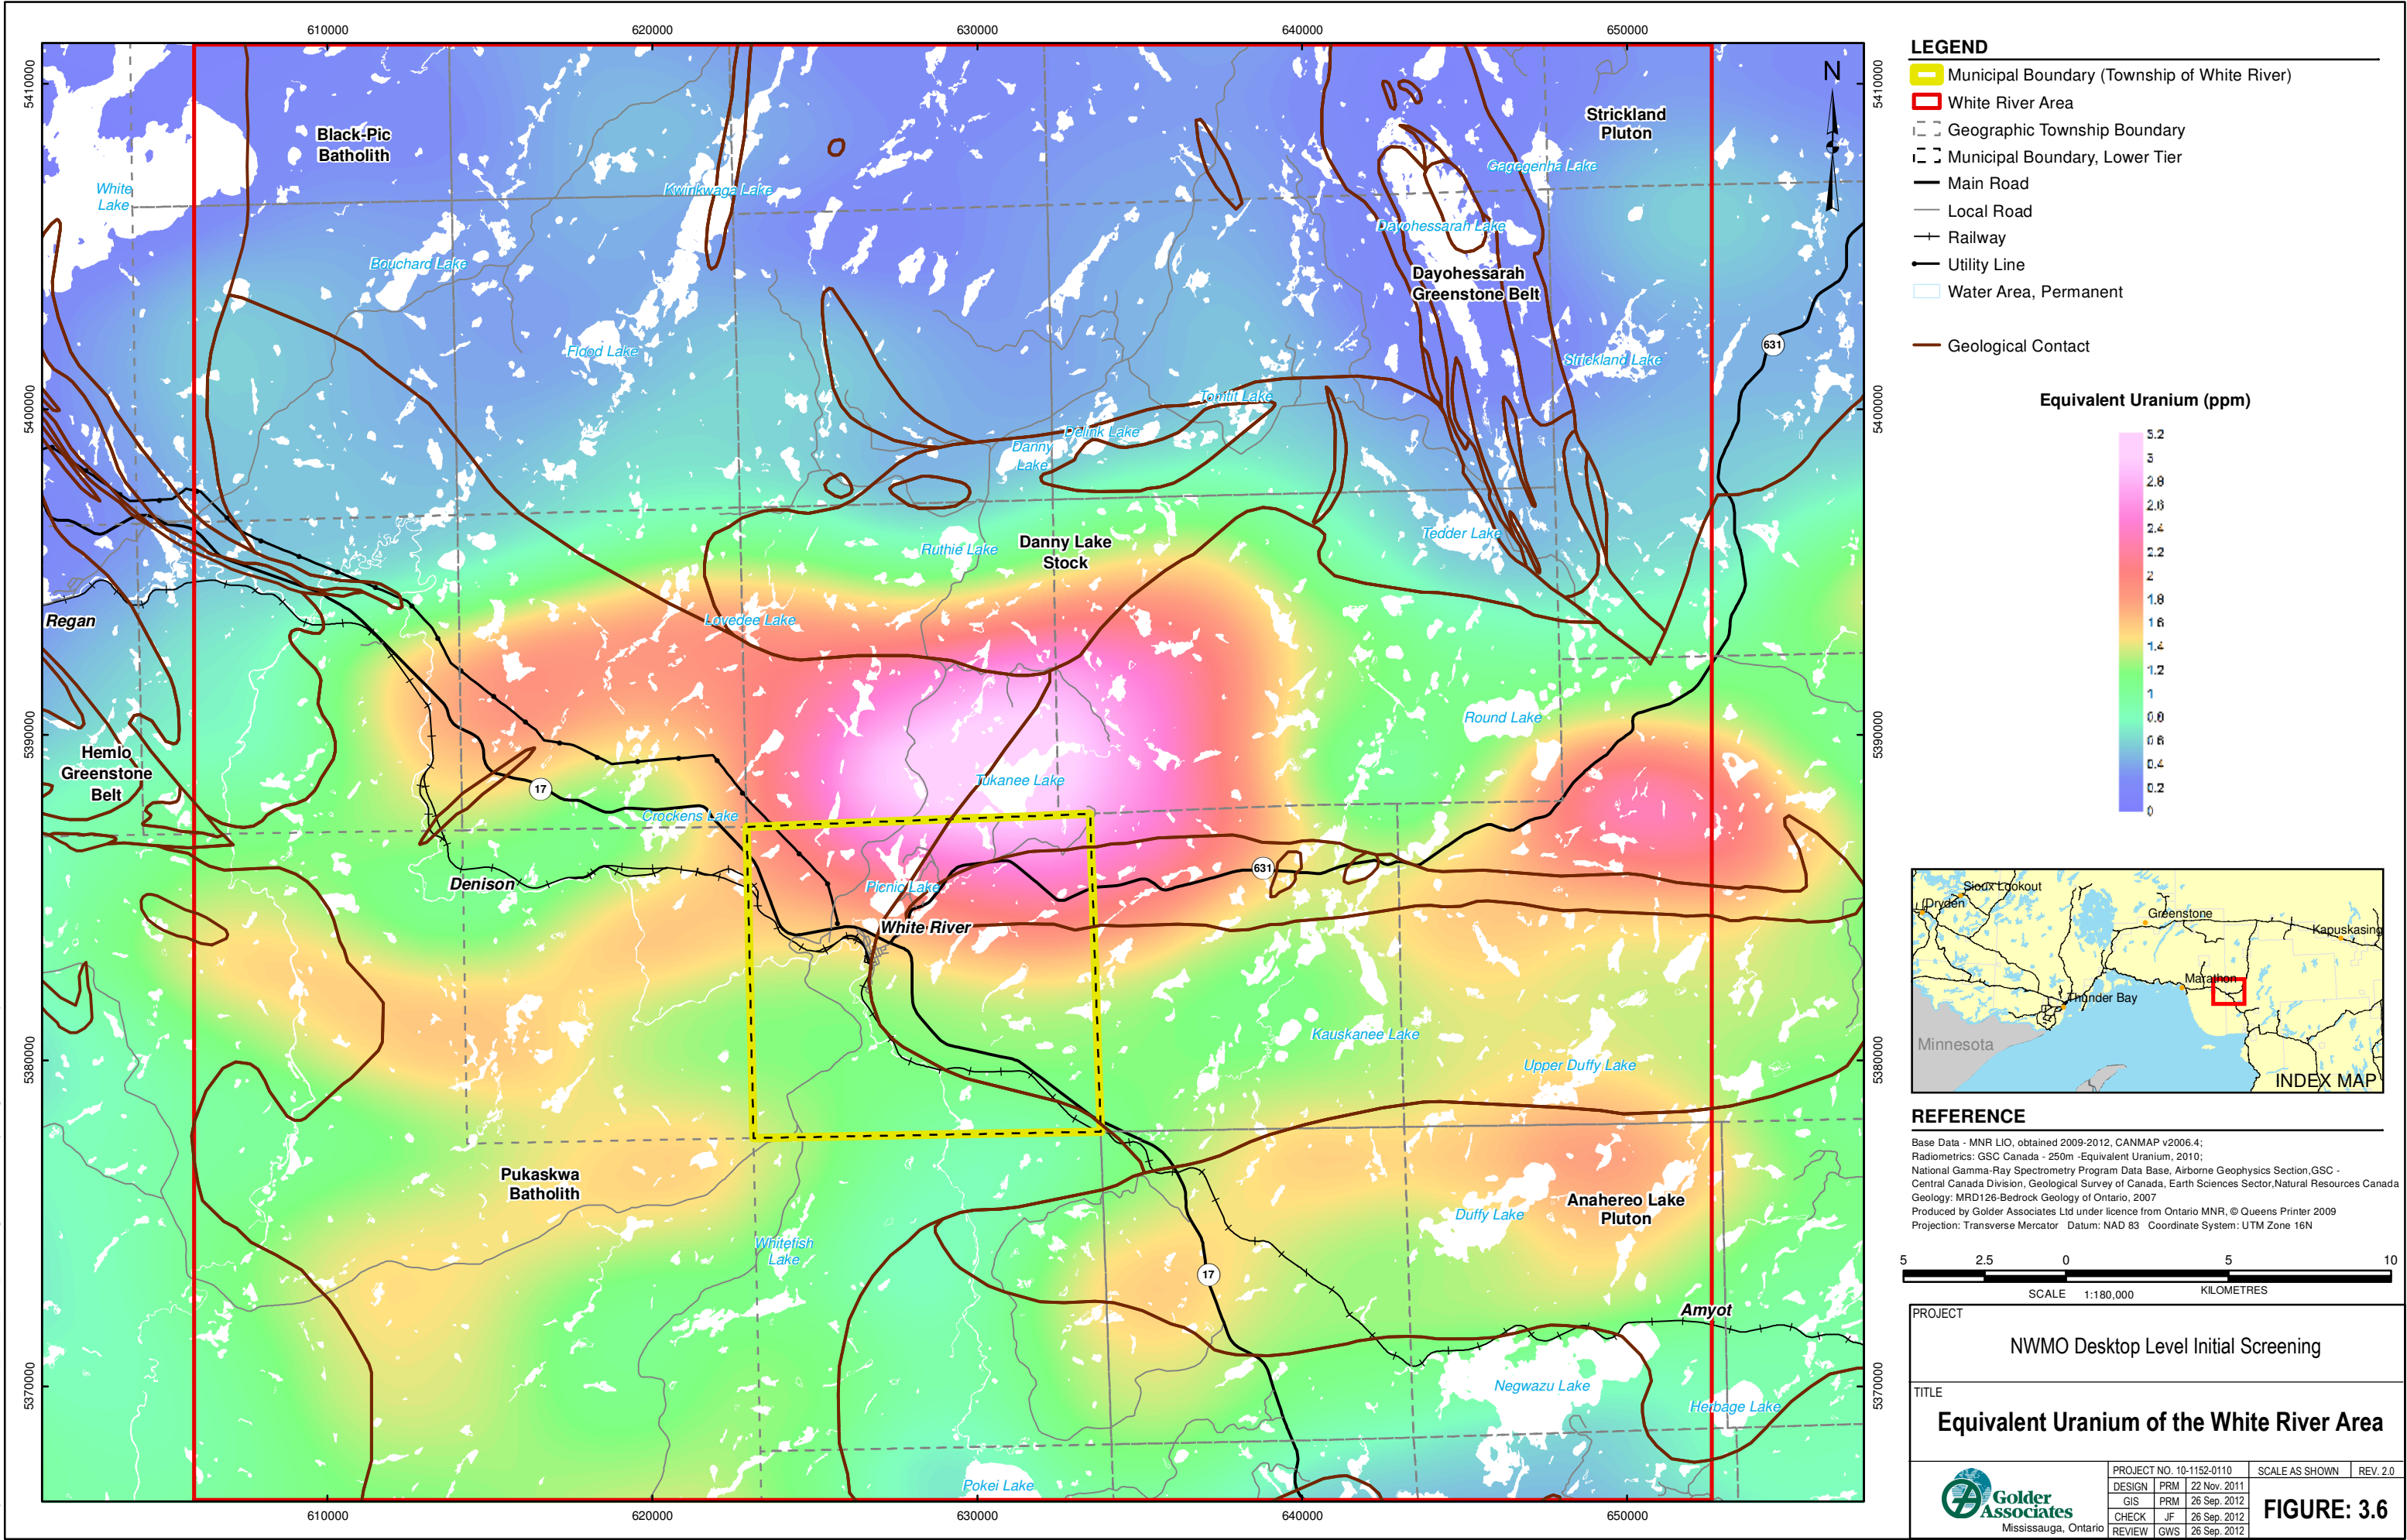 610000
620000
630000
640000
650000
5410000
5400000
5390000
5380000
5370000
5410000
5400000
5390000
5380000
5370000
610000
620000
630000
640000
650000
N
Black-Pic
Batholith
Strickland
Pluton
White
Lake
Kwinkwaga Lake
Gagegenha Lake
Dayohessarah Lake
Bouchard Lake
Dayohessarah
Greenstone Belt
Flood Lake
Strickland Lake
631
Tomtit Lake
Delink Lake
Danny
Lake
Tedder Lake
Ruthie Lake
Danny Lake
Stock
Regan
Lovedee Lake
Round Lake
Hemlo
Greenstone
Belt
17
Tukanee Lake
Crockens Lake
631
Denison
Picnic Lake
White River
Kauskanee Lake
Upper Duffy Lake
Pukaskwa
Batholith
Anahereo Lake
Pluton
Duffy Lake
Whitefish
Lake
17
Amyot
Negwazu Lake
Herbage Lake
Pokei Lake
LEGEND
Municipal Boundary (Township of White River)
White River Area
Geographic Township Boundary
Municipal Boundary, Lower Tier
Main Road
Local Road
Railway
Utility Line
Water Area, Permanent
Geological Contact
Equivalent Uranium (ppm)
3.2
3
2.8
2.6
2.4
2.2
2
1.8
1.6
1.4
1.2
1
0.8
0.6
0.4
0.2
0
Sioux Lookout
Dryden
Greenstone
Kapuskasing
Marathon
Thunder Bay
Minnesota
INDEX MAP
REFERENCE
Base Data - MNR LIO, obtained 2009-2012, CANMAP v2006.4;
Radiometrics: GSC Canada - 250m -Equivalent Uranium, 2010;
National Gamma-Ray Spectrometry Program Data Base, Airborne Geophysics Section,GSC -
Central Canada Division, Geological Survey of Canada, Earth Sciences Sector,Natural Resources Canada
Geology: MRD126-Bedrock Geology of Ontario, 2007
Produced by Golder Associates Ltd under licence from Ontario MNR, © Queens Printer 2009
Projection: Transverse Mercator Datum: NAD 83 Coordinate System: UTM Zone 16N
5 2.5 0 5 10
SCALE 1:180,000 KILOMETRES
PROJECT
NWMO Desktop Level Initial Screening
TITLE
Equivalent Uranium of the White River Area
Golder
Associates
Mississauga, Ontario
PROJECT NO. 10-1152-0110 SCALE AS SHOWN REV. 2.0
DESIGN PRM 22 Nov. 2011
GIS PRM 26 Sep. 2012
CHECK JF 26 Sep. 2012
REVIEW GWS 26 Sep. 2012
FIGURE: 3.6